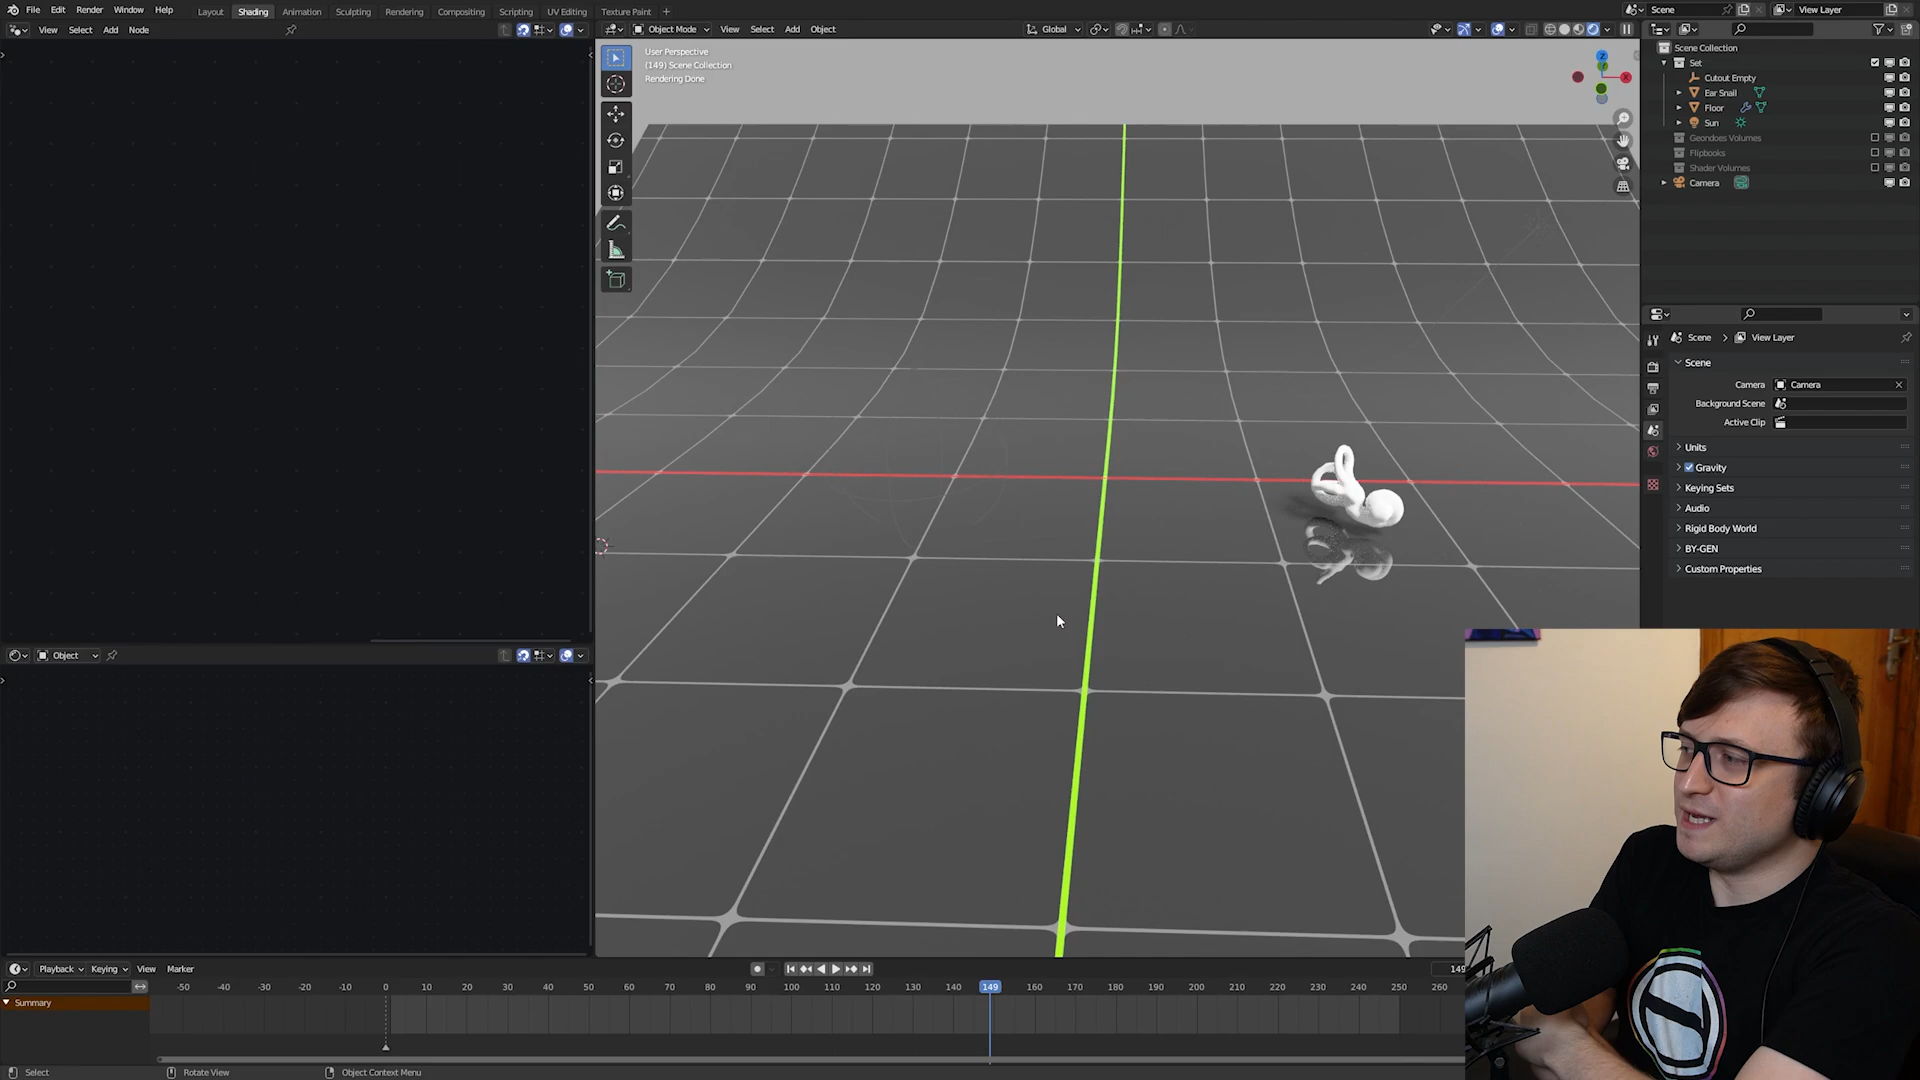 File Edit Render Window Help Layout Shading Animation Sculpting Rendering Compositing Scripting UV Editing Texture Paint + Scene View Layer
View Select Add Node Object Mode View Select Add Object Global
User Perspective
(149) Scene Collection
Rendering Done
Z
X
Scene Collection
Set
Cutout Empty
Ear Snail
Floor
Sun
Geondoes Volumes
Flipbooks
Shader Volumes
Camera
Scene > View Layer
Scene
Camera Camera
Background Scene
Active Clip
Units
Gravity
Keying Sets
Audio
Rigid Body World
BY-GEN
Custom Properties
Object
Playback Keying View Marker 149
-50 -40 -30 -20 -10 0 10 20 30 40 50 60 70 80 90 100 110 120 130 140 149 160 170 180 190 200 210 220 230 240 250 260
Summary
Select Rotate View Object Context Menu